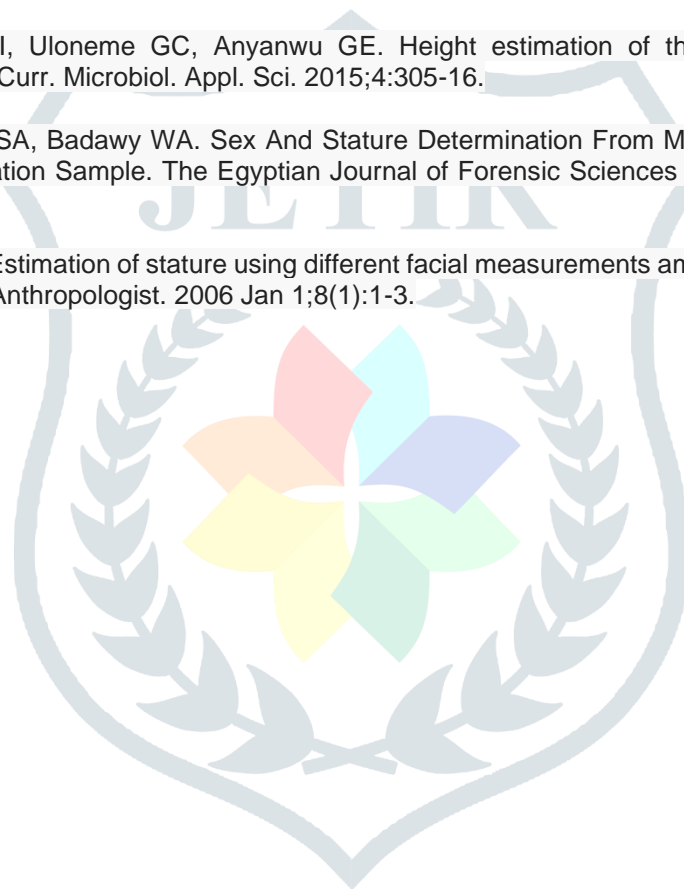 I, Uloneme GC, Anyanwu GE. Height estimation of th
Curr. Microbiol. Appl. Sci. 2015;4:305-16.
SA, Badawy WA. Sex And Stature Determination From M
ation Sample. The Egyptian Journal of Forensic Sciences
JETIR
Estimation of stature using different facial measurements an
Anthropologist. 2006 Jan 1;8(1):1-3.